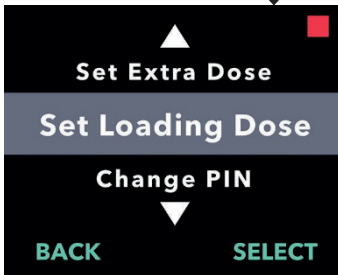 Set Extra Dose
Set Loading Dose
Change PIN
BACK SELECT